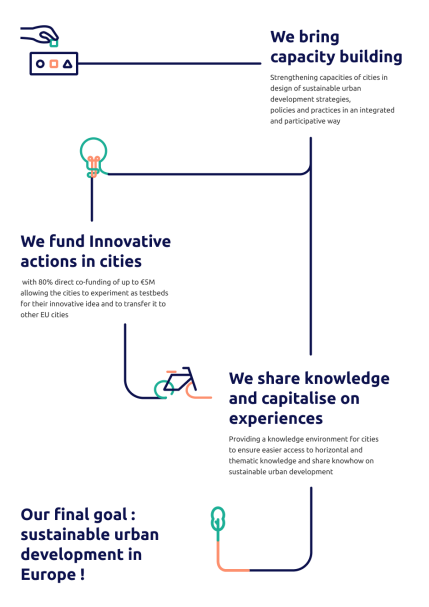 We bring
capacity building
Strengthening capacities of cities in
design of sustainable urban
development strategies,
policies and practices in an integrated
and participative way
We fund Innovative
actions in cities
with 80% direct co-funding of up to €5M
allowing the cities to experiment as testbeds
for their innovative idea and to transfer it to
other EU cities
We share knowledge
and capitalise on
experiences
Providing a knowledge environment for cities
to ensure easier access to horizontal and
thematic knowledge and share knowhow on
sustainable urban development
Our final goal :
sustainable urban
development in
Europe !